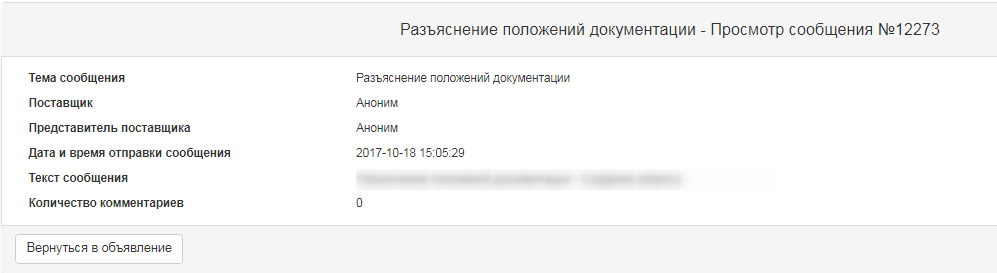 Разъяснение положений документации - Просмотр сообщения №12273
Тема сообщения Разъяснение положений документации
Поставщик Аноним
Представитель поставщика Аноним
Дата и время отправки сообщения 2017-10-18 15:05:29
Текст сообщения
Количество комментариев 0
Вернуться в объявление